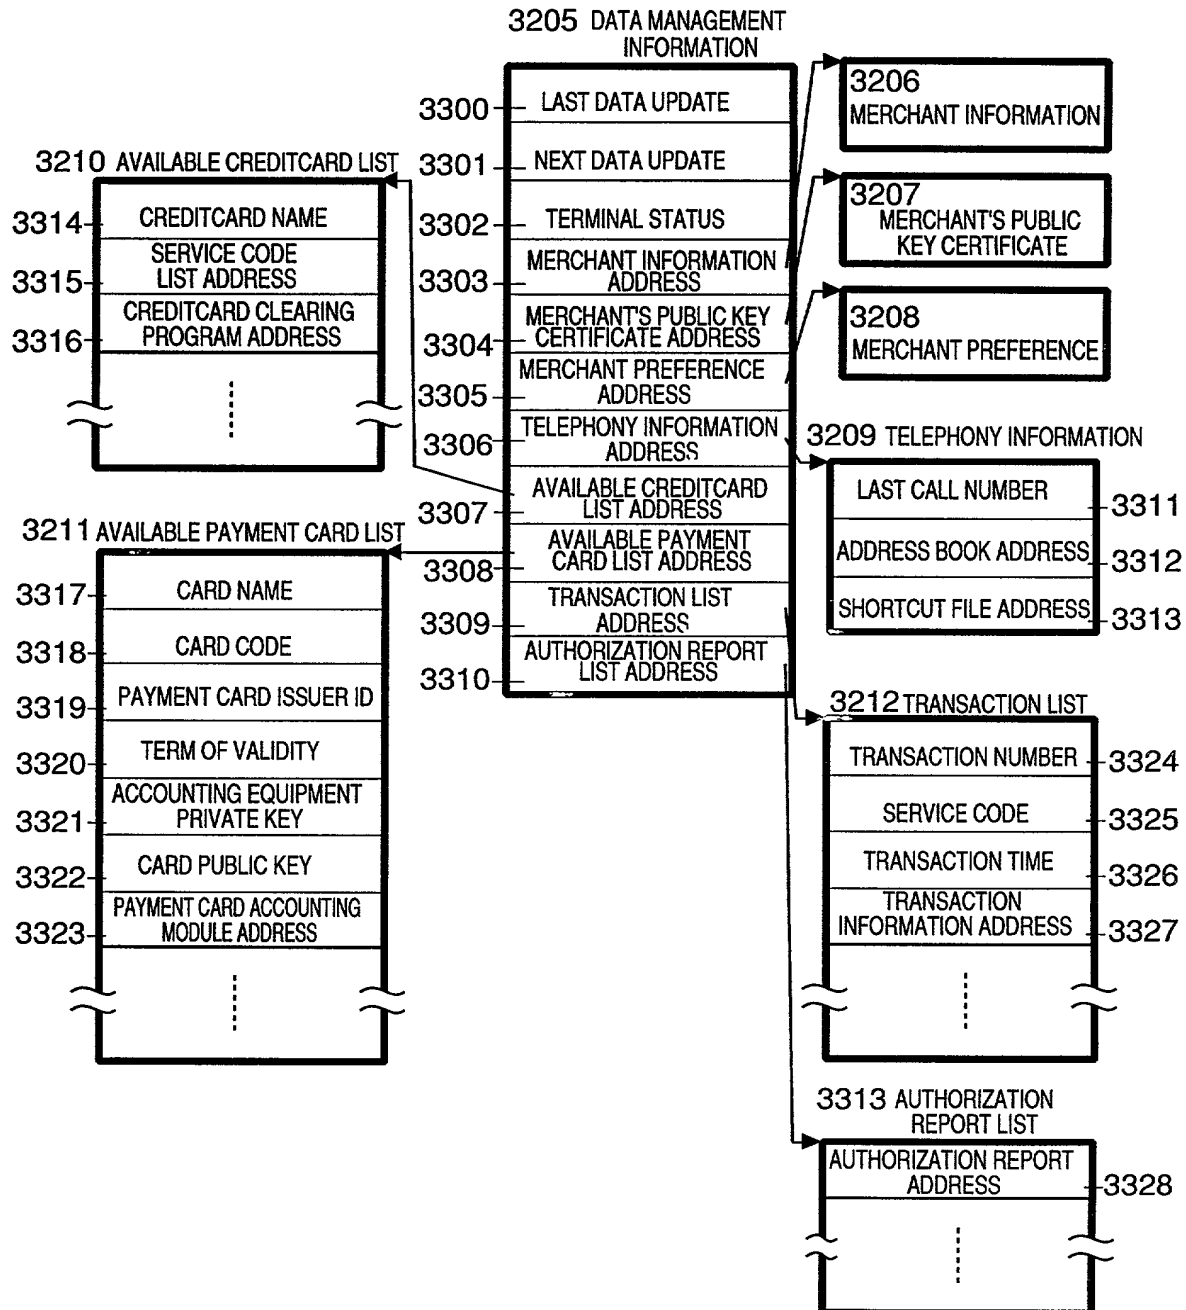 3205 DATA MANAGEMENT
INFORMATION
3300 LAST DATA UPDATE
3301 NEXT DATA UPDATE
3302 TERMINAL STATUS
3303 MERCHANT INFORMATION
ADDRESS
3304 MERCHANT'S PUBLIC KEY
CERTIFICATE ADDRESS
3305 MERCHANT PREFERENCE
ADDRESS
3306 TELEPHONY INFORMATION
ADDRESS
3307 AVAILABLE CREDITCARD
LIST ADDRESS
3308 AVAILABLE PAYMENT
CARD LIST ADDRESS
3309 TRANSACTION LIST
ADDRESS
3310 AUTHORIZATION REPORT
LIST ADDRESS
3210 AVAILABLE CREDITCARD LIST
3314 CREDITCARD NAME
3315 SERVICE CODE
LIST ADDRESS
3316 CREDITCARD CLEARING
PROGRAM ADDRESS
3211 AVAILABLE PAYMENT CARD LIST
3317 CARD NAME
3318 CARD CODE
3319 PAYMENT CARD ISSUER ID
3320 TERM OF VALIDITY
3321 ACCOUNTING EQUIPMENT
PRIVATE KEY
3322 CARD PUBLIC KEY
3323 PAYMENT CARD ACCOUNTING
MODULE ADDRESS
3206
MERCHANT INFORMATION
3207
MERCHANT'S PUBLIC
KEY CERTIFICATE
3208
MERCHANT PREFERENCE
3209 TELEPHONY INFORMATION
LAST CALL NUMBER 3311
ADDRESS BOOK ADDRESS 3312
SHORTCUT FILE ADDRESS 3313
3212 TRANSACTION LIST
TRANSACTION NUMBER 3324
SERVICE CODE 3325
TRANSACTION TIME 3326
TRANSACTION
INFORMATION ADDRESS 3327
3313 AUTHORIZATION
REPORT LIST
AUTHORIZATION REPORT
ADDRESS 3328